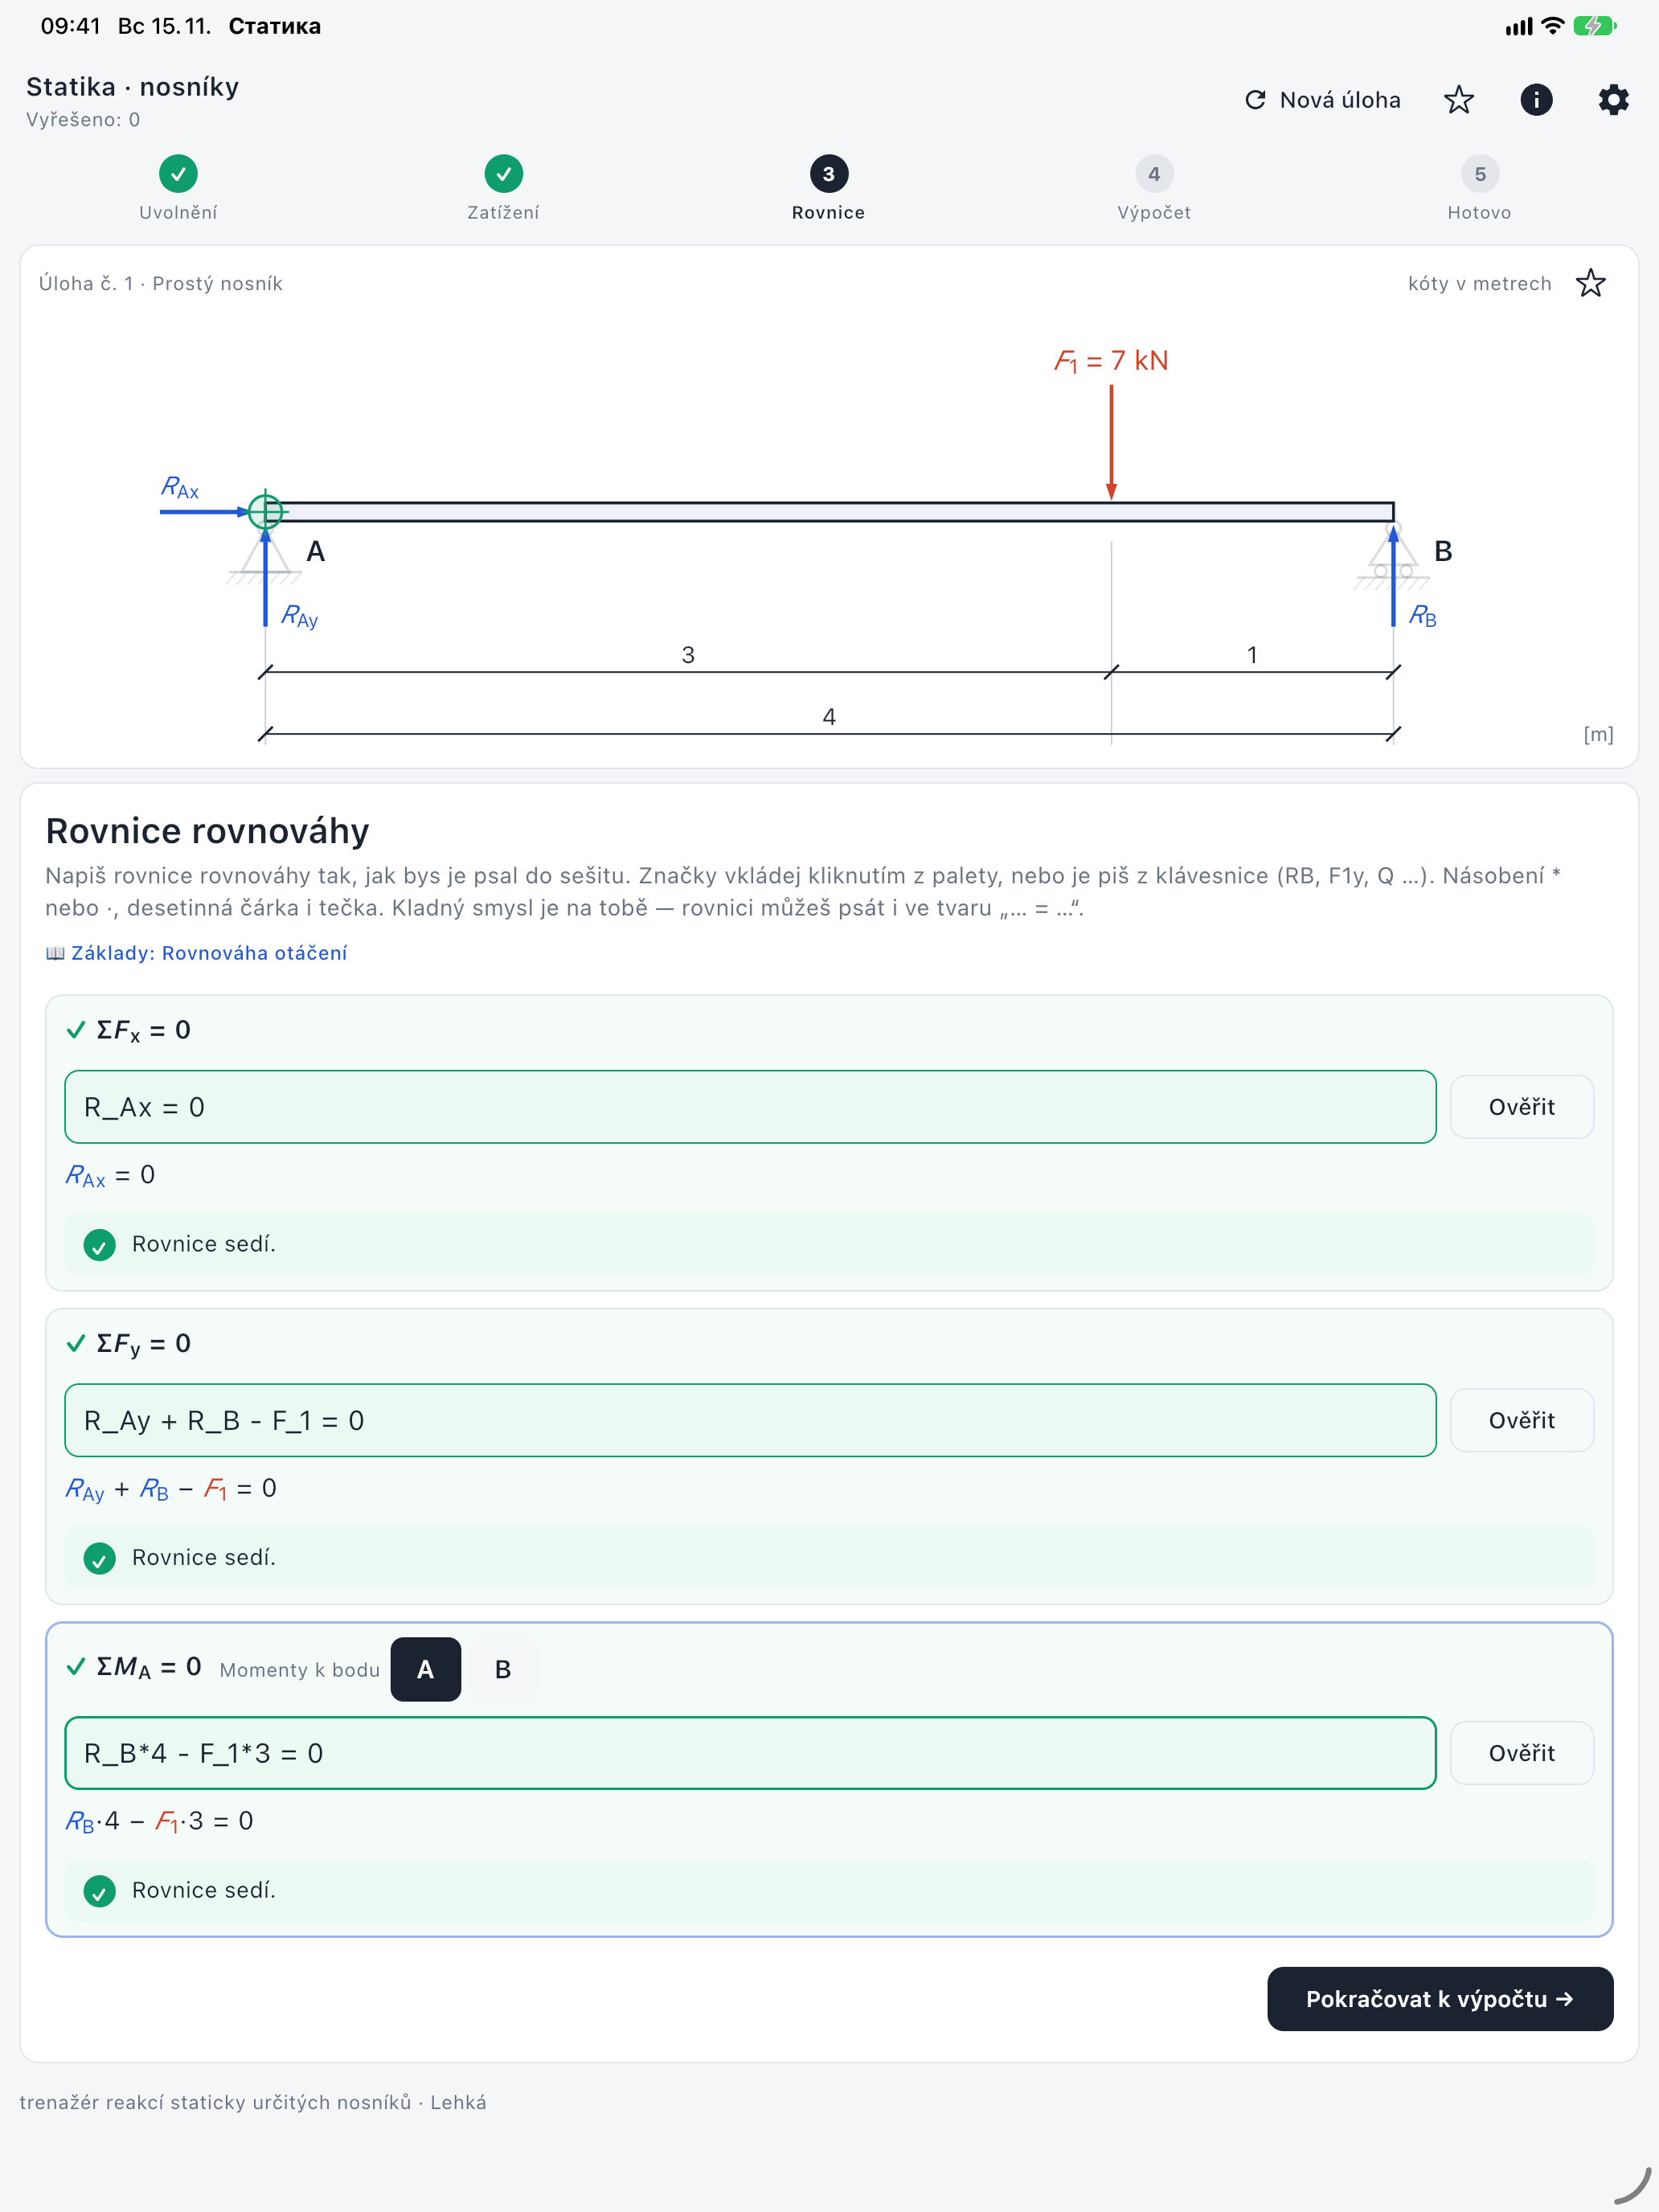 09:41 Вс 15.11. Статика
Statika · nosníky
Vyřešeno: 0
Nová úloha
3
4
5
Uvolnění
Zatížení
Rovnice
Výpočet
Hotovo
Úloha č. 1 · Prostý nosník
kóty v metrech
F1 = 7 kN
RAx
A
B
RAy
RB
3
1
4
[m]
Rovnice rovnováhy
Napiš rovnice rovnováhy tak, jak bys je psal do sešitu. Značky vkládej kliknutím z palety, nebo je piš z klávesnice (RB, F1y, Q …). Násobení *
nebo ·, desetinná čárka i tečka. Kladný smysl je na tobě — rovnici můžeš psát i ve tvaru „… = …“.
Základy: Rovnováha otáčení
ΣFx = 0
R_Ax = 0
Ověřit
RAx = 0
Rovnice sedí.
ΣFy = 0
R_Ay + R_B - F_1 = 0
Ověřit
RAy + RB − F1 = 0
Rovnice sedí.
ΣMA = 0 Momenty k bodu A B
R_B*4 - F_1*3 = 0
Ověřit
RB·4 − F1·3 = 0
Rovnice sedí.
Pokračovat k výpočtu →
trenažér reakcí staticky určitých nosníků · Lehká